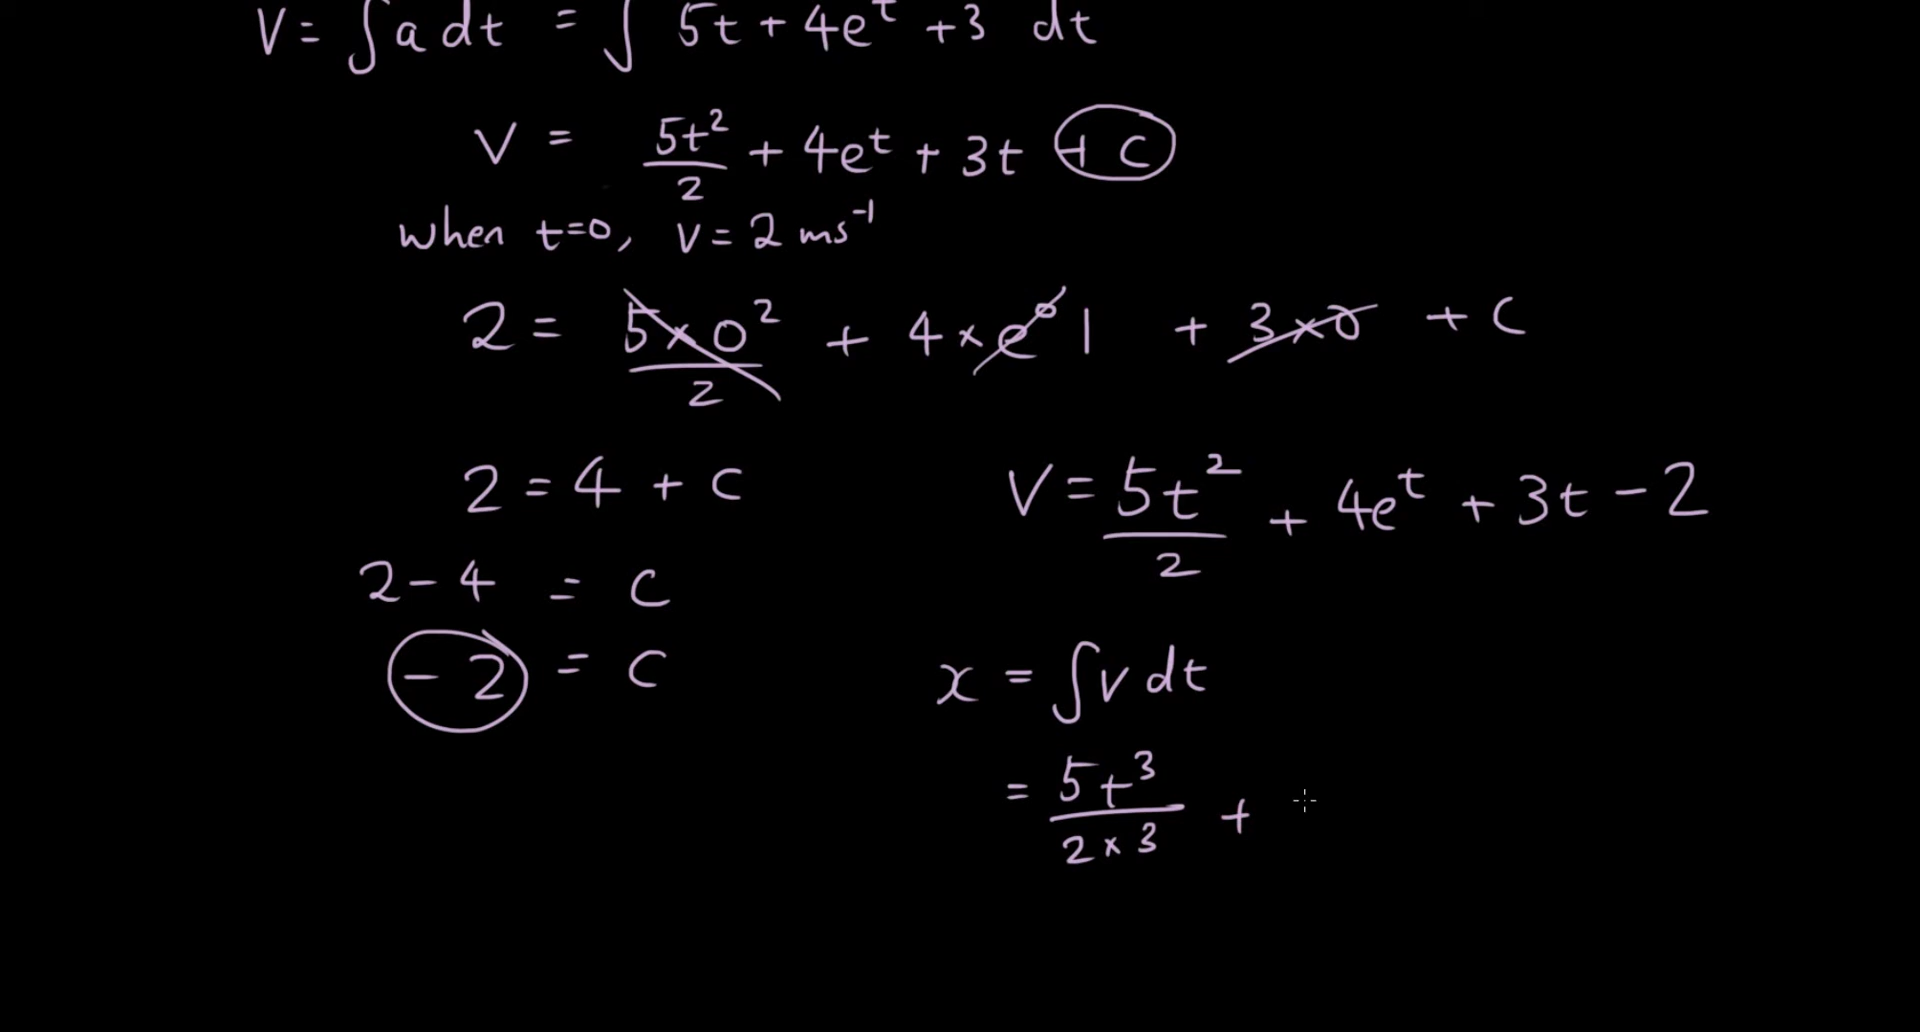 V = ∫ a dt = ∫ 5t + 4e^t + 3 dt
V = 5t²/2 + 4e^t + 3t + C
when t=0, V = 2 ms⁻¹
2 = 5×0²/2 + 4×e⁰ 1 + 3×0 + C
2 = 4 + C
2 - 4 = C
-2 = C
V = 5t²/2 + 4e^t + 3t - 2
x = ∫ v dt
= 5t³/2×3 +